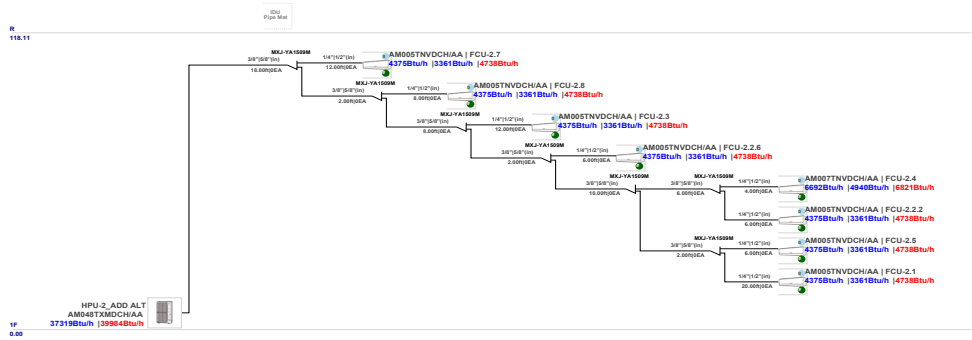 IDU
Pipe Mat
R
118.11
MXJ-YA1509M
3/8"|5/8"(in)
18.00ft|0EA
1/4"|1/2"(in)
12.00ft|0EA
AM005TNVDCH/AA | FCU-2.7
4375Btu/h |3361Btu/h |4738Btu/h
MXJ-YA1509M
3/8"|5/8"(in)
2.00ft|0EA
1/4"|1/2"(in)
8.00ft|0EA
AM005TNVDCH/AA | FCU-2.8
4375Btu/h |3361Btu/h |4738Btu/h
MXJ-YA1509M
3/8"|5/8"(in)
8.00ft|0EA
1/4"|1/2"(in)
12.00ft|0EA
AM005TNVDCH/AA | FCU-2.3
4375Btu/h |3361Btu/h |4738Btu/h
MXJ-YA1509M
3/8"|5/8"(in)
2.00ft|0EA
1/4"|1/2"(in)
6.00ft|0EA
AM005TNVDCH/AA | FCU-2.2.6
4375Btu/h |3361Btu/h |4738Btu/h
MXJ-YA1509M
3/8"|5/8"(in)
10.00ft|0EA
MXJ-YA1509M
3/8"|5/8"(in)
6.00ft|0EA
1/4"|1/2"(in)
4.00ft|0EA
AM007TNVDCH/AA | FCU-2.4
6692Btu/h |4940Btu/h |6821Btu/h
1/4"|1/2"(in)
6.00ft|0EA
AM005TNVDCH/AA | FCU-2.2.2
4375Btu/h |3361Btu/h |4738Btu/h
MXJ-YA1509M
3/8"|5/8"(in)
2.00ft|0EA
1/4"|1/2"(in)
6.00ft|0EA
AM005TNVDCH/AA | FCU-2.5
4375Btu/h |3361Btu/h |4738Btu/h
1/4"|1/2"(in)
20.00ft|0EA
AM005TNVDCH/AA | FCU-2.1
4375Btu/h |3361Btu/h |4738Btu/h
HPU-2_ADD ALT
AM048TXMDCH/AA
37319Btu/h |39984Btu/h
1F
0.00